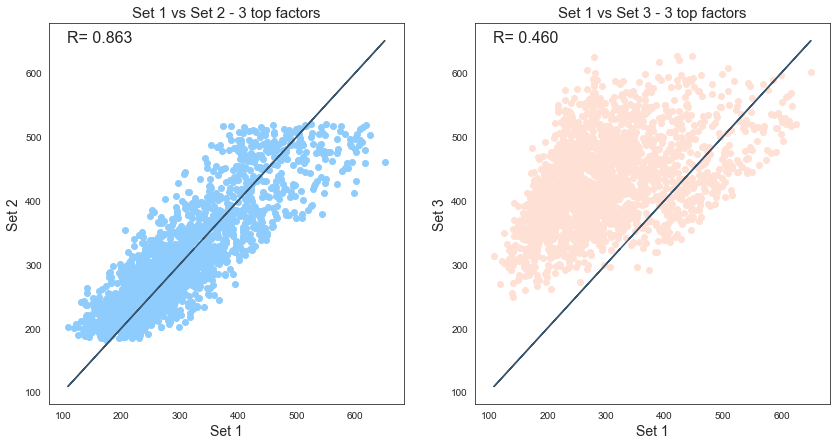 Set 1 vs Set 2 - 3 top factors
R= 0.863
600
500
400
300
200
100
Set 2
100 200 300 400 500 600
Set 1
Set 1 vs Set 3 - 3 top factors
R= 0.460
600
500
400
300
200
100
Set 3
100 200 300 400 500 600
Set 1